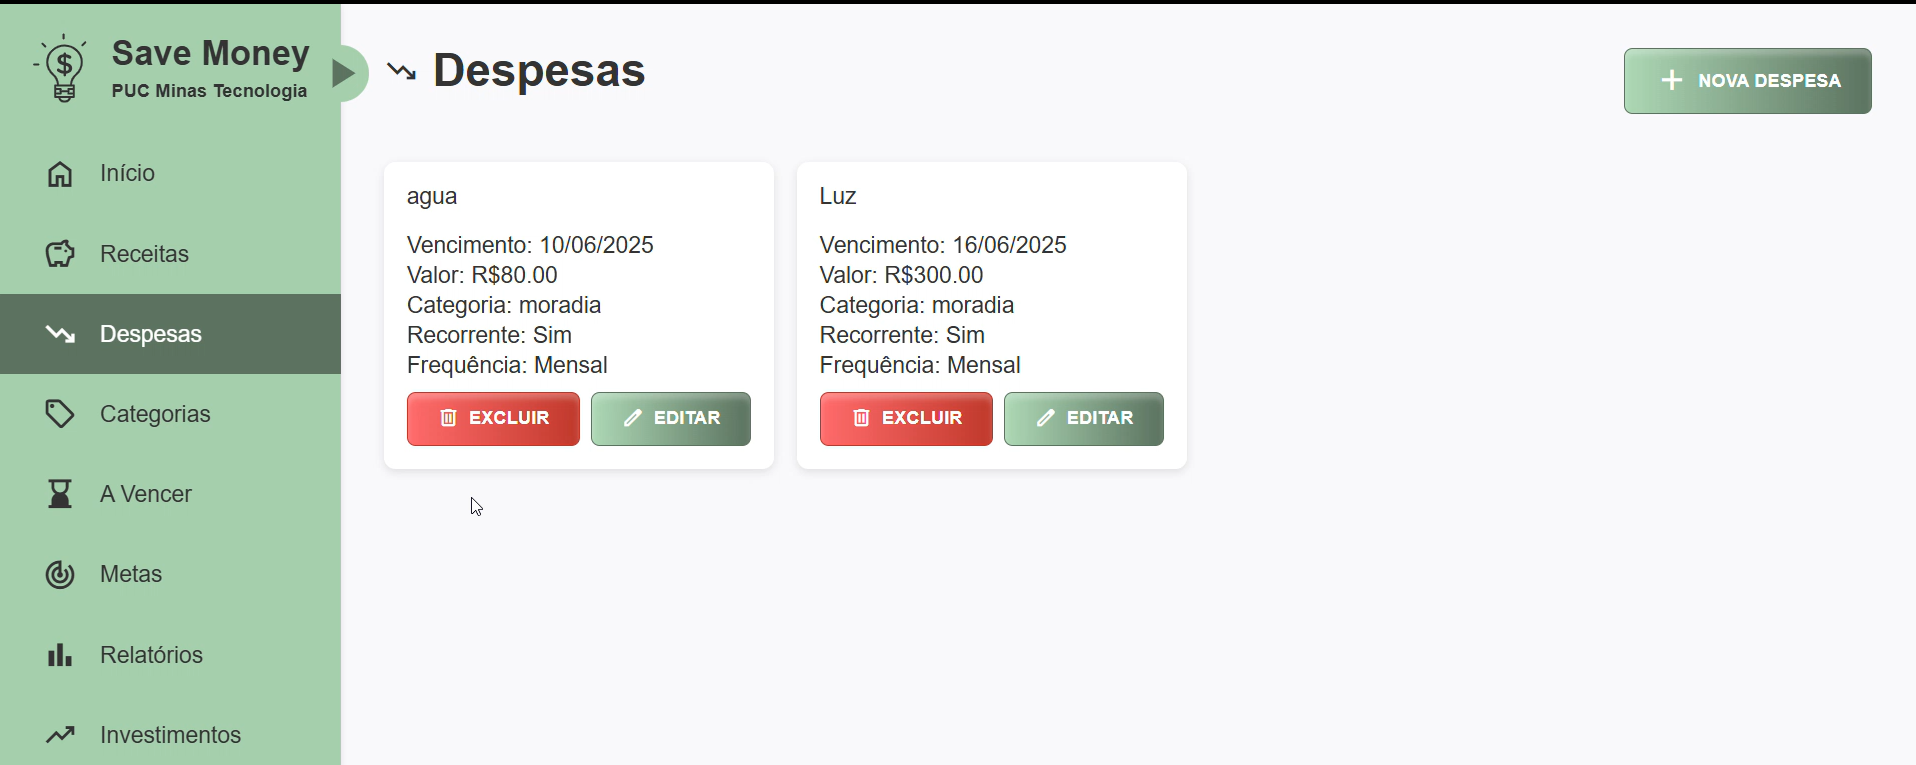 Save Money
PUC Minas Tecnologia
Início
Receitas
Despesas
Categorias
A Vencer
Metas
Relatórios
Investimentos
Despesas
NOVA DESPESA
agua
Vencimento: 10/06/2025
Valor: R$80.00
Categoria: moradia
Recorrente: Sim
Frequência: Mensal
EXCLUIR
EDITAR
Luz
Vencimento: 16/06/2025
Valor: R$300.00
Categoria: moradia
Recorrente: Sim
Frequência: Mensal
EXCLUIR
EDITAR